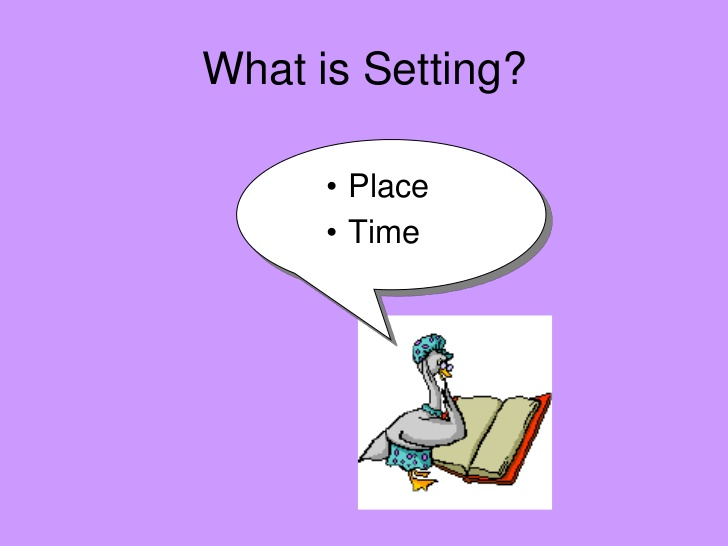 What is Setting?
• Place
• Time